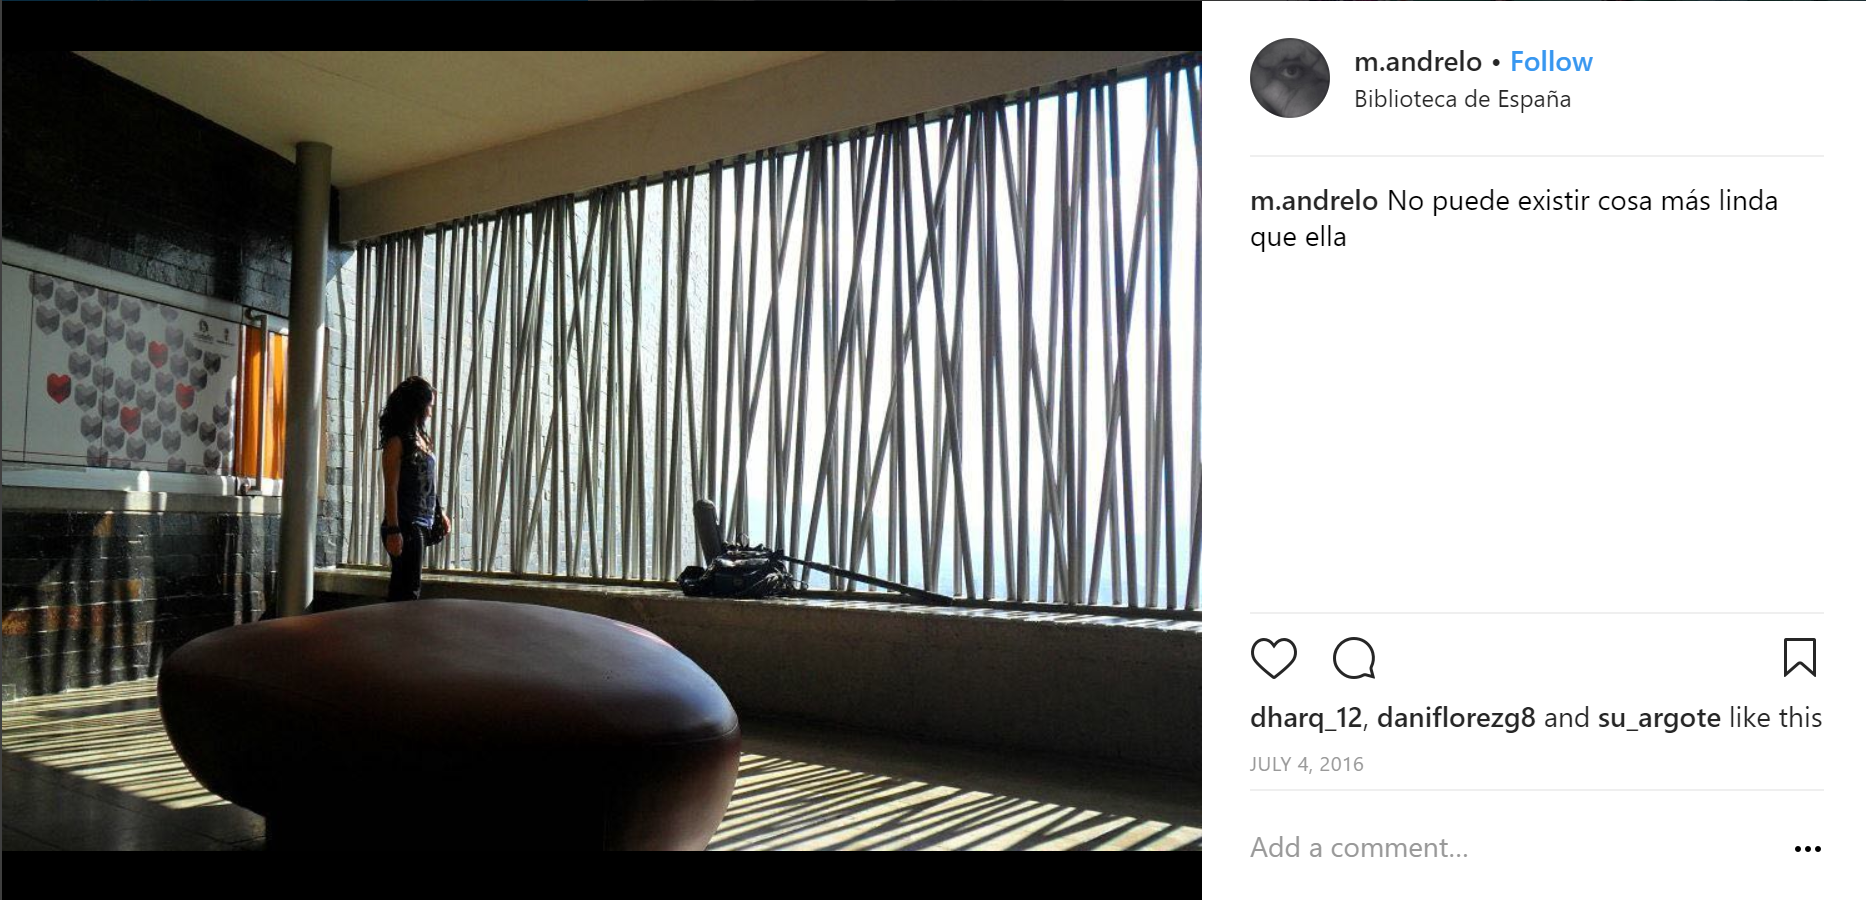 m.andrelo • Follow
Biblioteca de España
m.andrelo No puede existir cosa más linda
que ella
dharq_12, daniflorezg8 and su_argote like this
JULY 4, 2016
Add a comment...